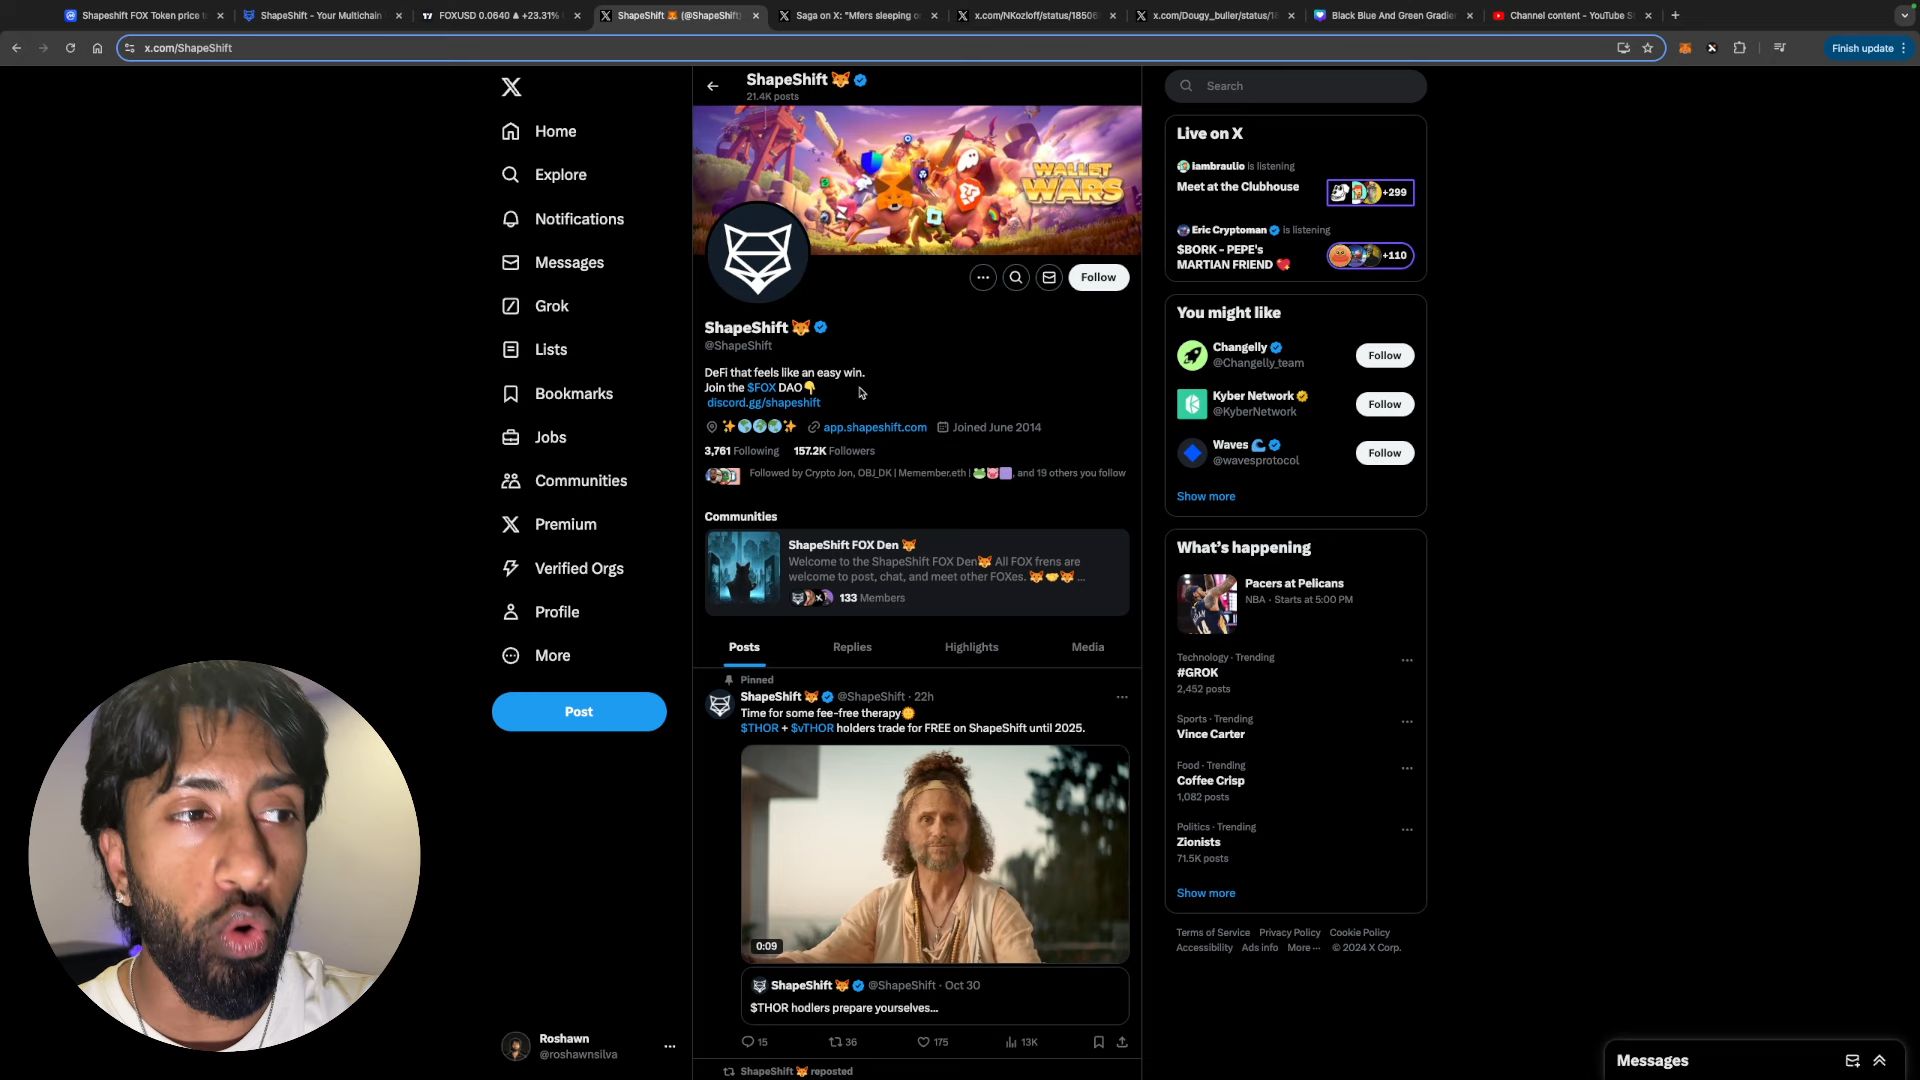 Shapeshift FOX Token price t
ShapeShift - Your Multichain
FOXUSD 0.0640 ▲ +23.31%
ShapeShift 🦊 (@ShapeShift)
Saga on X: "Mfers sleeping o
x.com/NKozloff/status/18506
x.com/Dougy_buller/status/18
Black Blue And Green Gradien
Channel content - YouTube S
x.com/ShapeShift
Finish update
ShapeShift 🦊
21.4K posts
WALLET
WARS
Follow
ShapeShift 🦊
@ShapeShift
DeFi that feels like an easy win.
Join the $FOX DAO👇
discord.gg/shapeshift
✨🌎🌍🌏✨ app.shapeshift.com Joined June 2014
3,761 Following 157.2K Followers
Followed by Crypto Jon, OBJ_DK | Memember.eth | 🐸🐷🟪, and 19 others you follow
Communities
ShapeShift FOX Den 🦊
Welcome to the ShapeShift FOX Den🦊 All FOX frens are
welcome to post, chat, and meet other FOXes. 🦊🤝🦊 ...
133 Members
Posts Replies Highlights Media
Pinned
ShapeShift 🦊 @ShapeShift · 22h
Time for some fee-free therapy🌞
$THOR + $vTHOR holders trade for FREE on ShapeShift until 2025.
0:09
ShapeShift 🦊 @ShapeShift · Oct 30
$THOR hodlers prepare yourselves...
15 36 175 13K
ShapeShift 🦊 reposted
Home
Explore
Notifications
Messages
Grok
Lists
Bookmarks
Jobs
Communities
Premium
Verified Orgs
Profile
More
Post
Roshawn
@roshawnsilva
Search
Live on X
iambraulio is listening
Meet at the Clubhouse
+299
Eric Cryptoman is listening
$BORK - PEPE's
MARTIAN FRIEND 💖
+110
You might like
Changelly
@Changelly_team
Follow
Kyber Network
@KyberNetwork
Follow
Waves 🌊
@wavesprotocol
Follow
Show more
What's happening
Pacers at Pelicans
NBA · Starts at 5:00 PM
Technology · Trending
#GROK
2,452 posts
Sports · Trending
Vince Carter
Food · Trending
Coffee Crisp
1,082 posts
Politics · Trending
Zionists
71.5K posts
Show more
Terms of Service Privacy Policy Cookie Policy
Accessibility Ads info More ··· © 2024 X Corp.
Messages